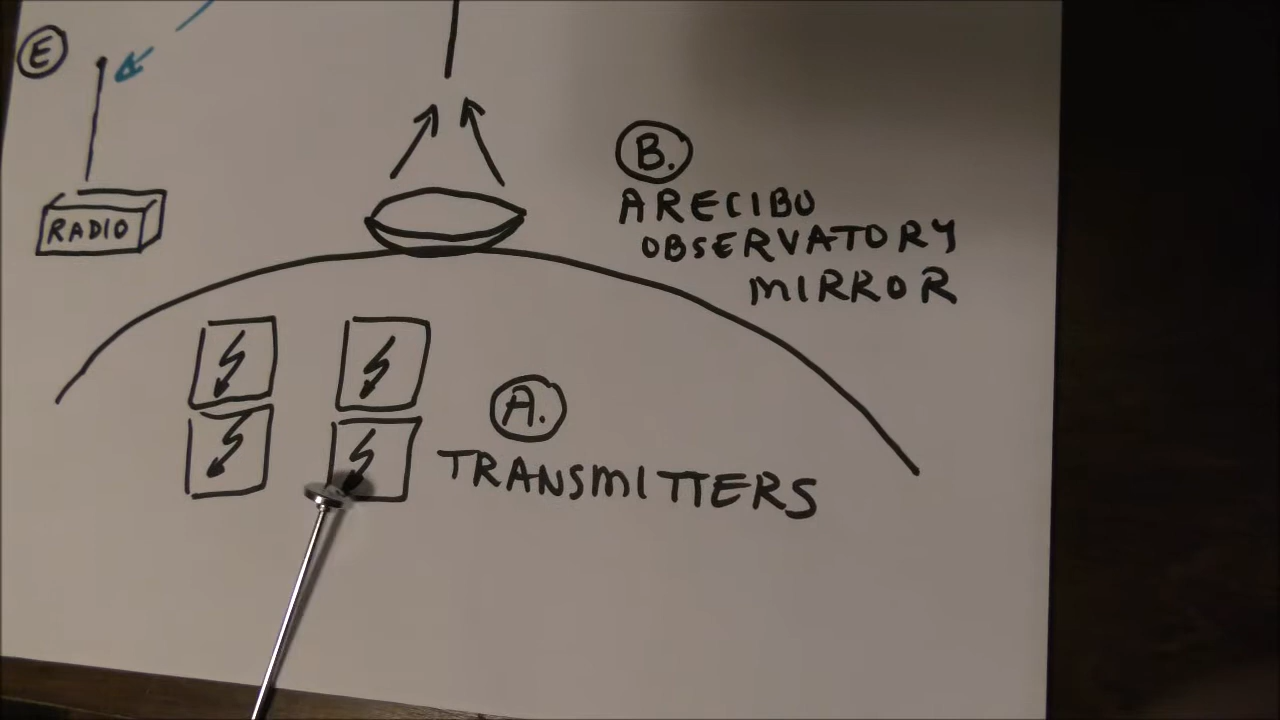 E
RADIO
B.
ARECIBO
OBSERVATORY
MIRROR
A.
TRANSMITTERS